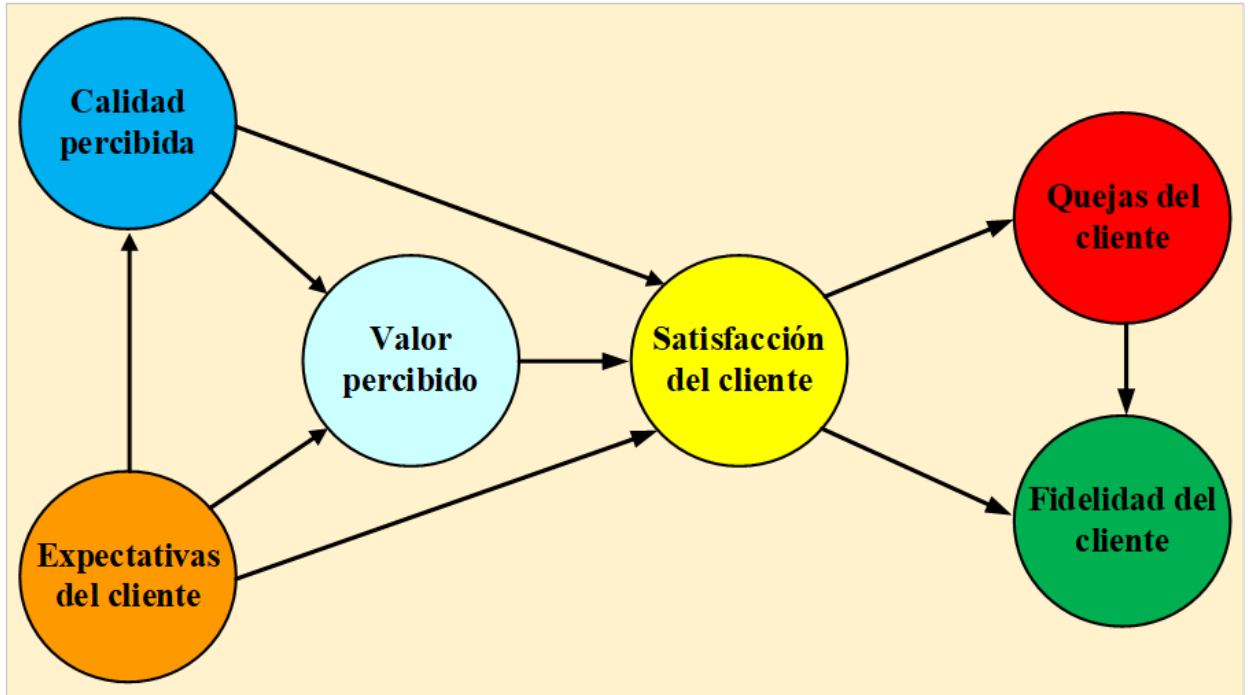 Calidad
percibida
Quejas del
cliente
Valor
percibido
Satisfacción
del cliente
Fidelidad del
cliente
Expectativas
del cliente